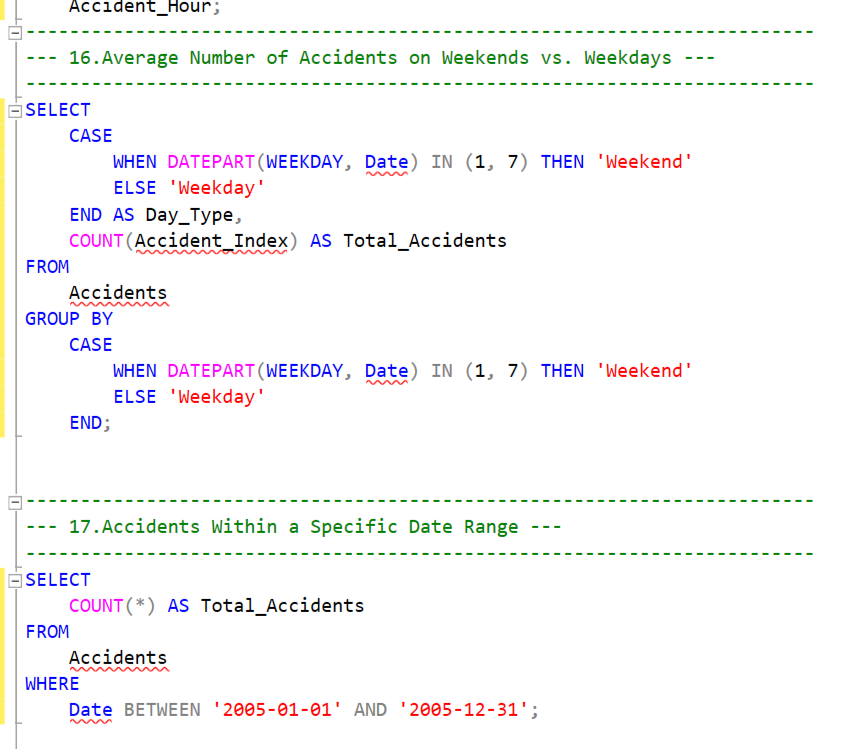 Accident_Hour;
------------------------------------------------------------------------
--- 16.Average Number of Accidents on Weekends vs. Weekdays ---
------------------------------------------------------------------------
SELECT
    CASE
        WHEN DATEPART(WEEKDAY, Date) IN (1, 7) THEN 'Weekend'
        ELSE 'Weekday'
    END AS Day_Type,
    COUNT(Accident_Index) AS Total_Accidents
FROM
    Accidents
GROUP BY
    CASE
        WHEN DATEPART(WEEKDAY, Date) IN (1, 7) THEN 'Weekend'
        ELSE 'Weekday'
    END;
------------------------------------------------------------------------
--- 17.Accidents Within a Specific Date Range ---
------------------------------------------------------------------------
SELECT
    COUNT(*) AS Total_Accidents
FROM
    Accidents
WHERE
    Date BETWEEN '2005-01-01' AND '2005-12-31';